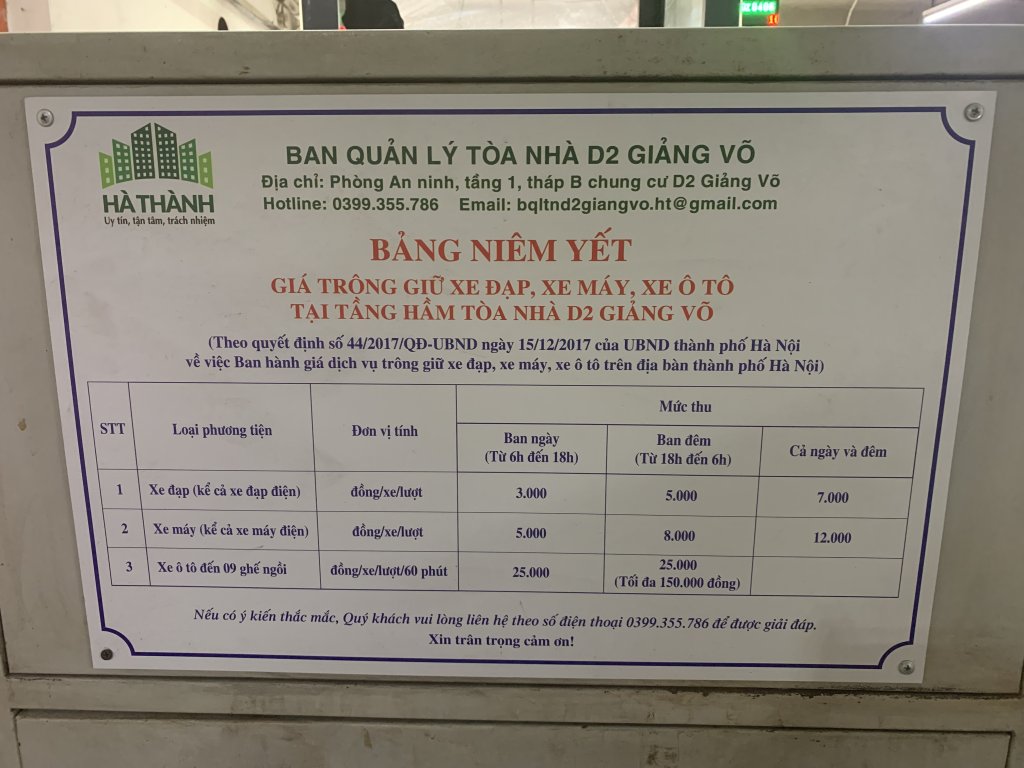 HÀ THÀNH
Uy tín, tận tâm, trách nhiệm
BAN QUẢN LÝ TÒA NHÀ D2 GIẢNG VÕ
Địa chỉ: Phòng An ninh, tầng 1, tháp B chung cư D2 Giảng Võ
Hotline: 0399.355.786 Email: bqltnd2giangvo.ht@gmail.com
BẢNG NIÊM YẾT
GIÁ TRÔNG GIỮ XE ĐẠP, XE MÁY, XE Ô TÔ
TẠI TẦNG HẦM TÒA NHÀ D2 GIẢNG VÕ
(Theo quyết định số 44/2017/QĐ-UBND ngày 15/12/2017 của UBND thành phố Hà Nội
về việc Ban hành giá dịch vụ trông giữ xe đạp, xe máy, xe ô tô trên địa bàn thành phố Hà Nội)
STT Loại phương tiện Đơn vị tính Mức thu
Ban ngày (Từ 6h đến 18h) Ban đêm (Từ 18h đến 6h) Cả ngày và đêm
1 Xe đạp (kể cả xe đạp điện) đồng/xe/lượt 3.000 5.000 7.000
2 Xe máy (kể cả xe máy điện) đồng/xe/lượt 5.000 8.000 12.000
3 Xe ô tô đến 09 ghế ngồi đồng/xe/lượt/60 phút 25.000 25.000 (Tối đa 150.000 đồng)
Nếu có ý kiến thắc mắc, Quý khách vui lòng liên hệ theo số điện thoại 0399.355.786 để được giải đáp.
Xin trân trọng cảm ơn!